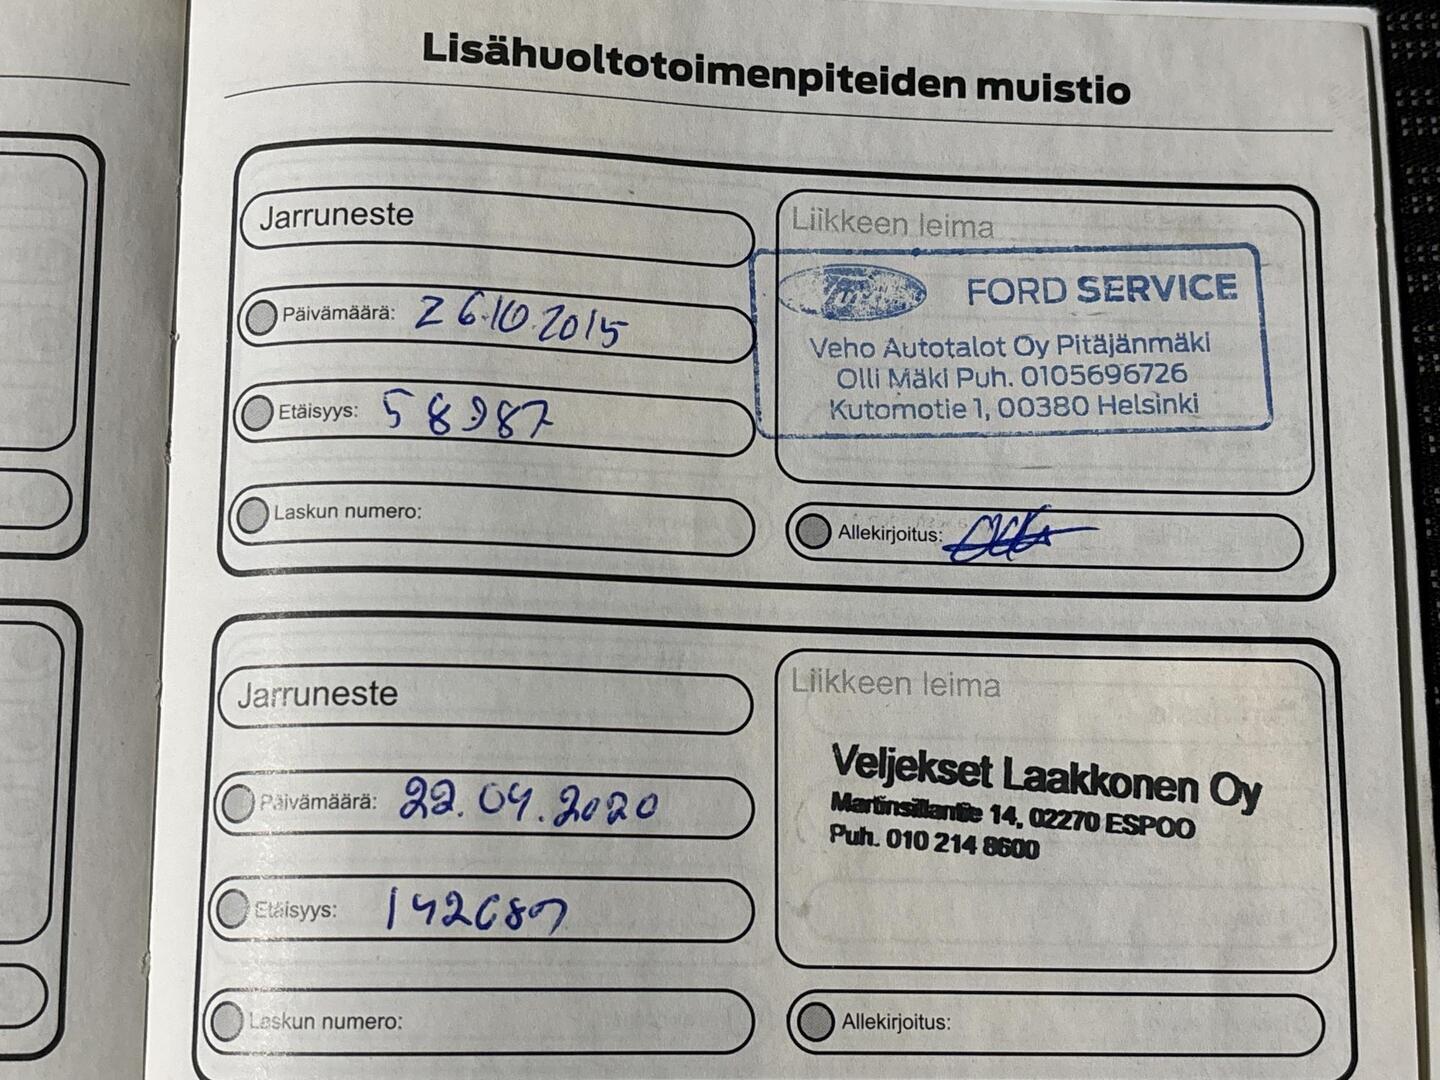 Lisähuoltotoimenpiteiden muistio
Jarruneste
Päivämäärä: 26.10.2015
Etäisyys: 58987
Laskun numero:
Liikkeen leima
FORD SERVICE
Veho Autotalot Oy Pitäjänmäki
Olli Mäki Puh. 0105696726
Kutomotie 1, 00380 Helsinki
Allekirjoitus:
Jarruneste
Päivämäärä: 22.04.2020
Etäisyys: 142687
Laskun numero:
Liikkeen leima
Veljekset Laakkonen Oy
Martinsillantie 14, 02270 ESPOO
Puh. 010 214 8600
Allekirjoitus: